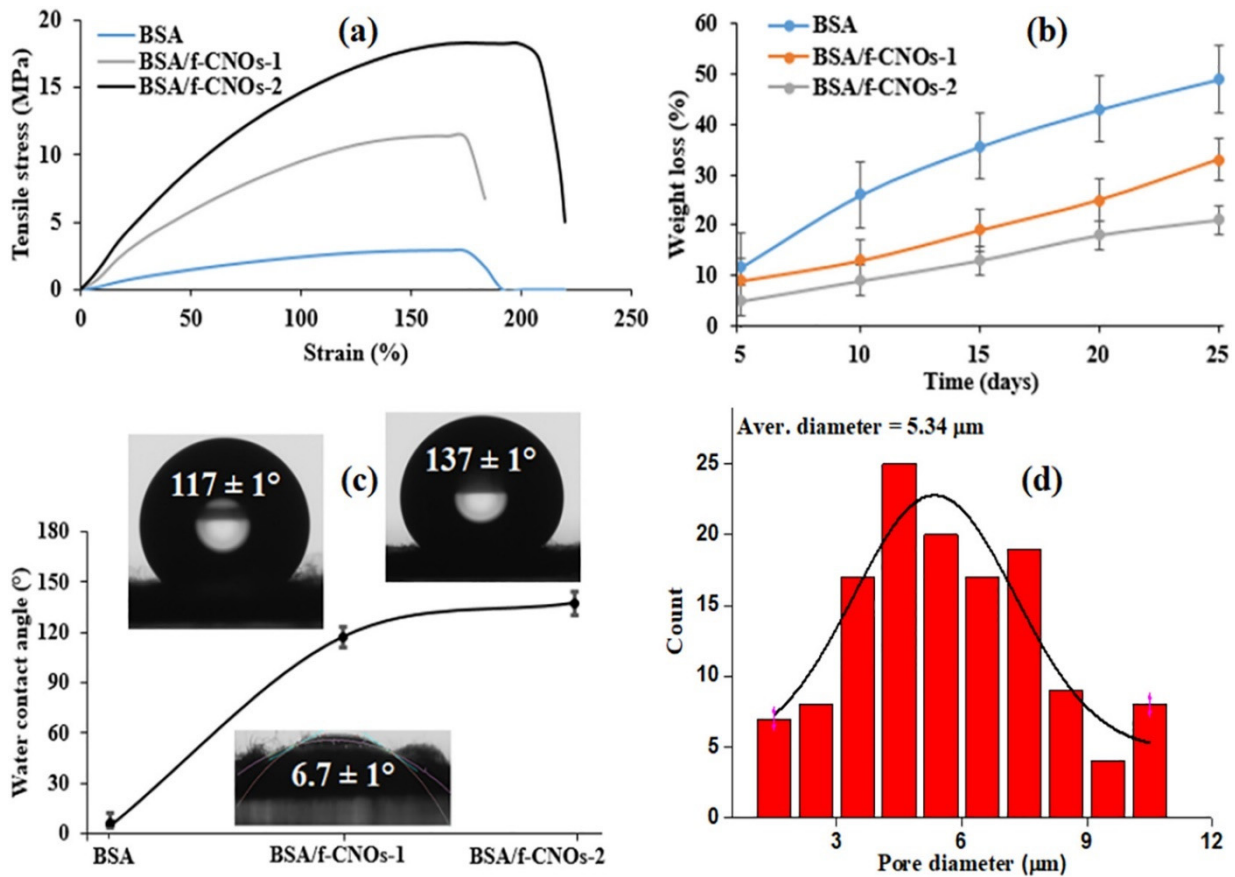 (a)
BSA
BSA/f-CNOs-1
BSA/f-CNOs-2
Tensile stress (MPa)
20
15
10
5
0
0 50 100 150 200 250
Strain (%)
(b)
BSA
BSA/f-CNOs-1
BSA/f-CNOs-2
Weight loss (%)
60
50
40
30
20
10
0
5 10 15 20 25
Time (days)
(c)
117 ± 1°
137 ± 1°
6.7 ± 1°
Water contact angle (°)
180
150
120
90
60
30
0
BSA BSA/f-CNOs-1 BSA/f-CNOs-2
Aver. diameter = 5.34 μm
(d)
Count
25
20
15
10
5
0
3 6 9 12
Pore diameter (μm)